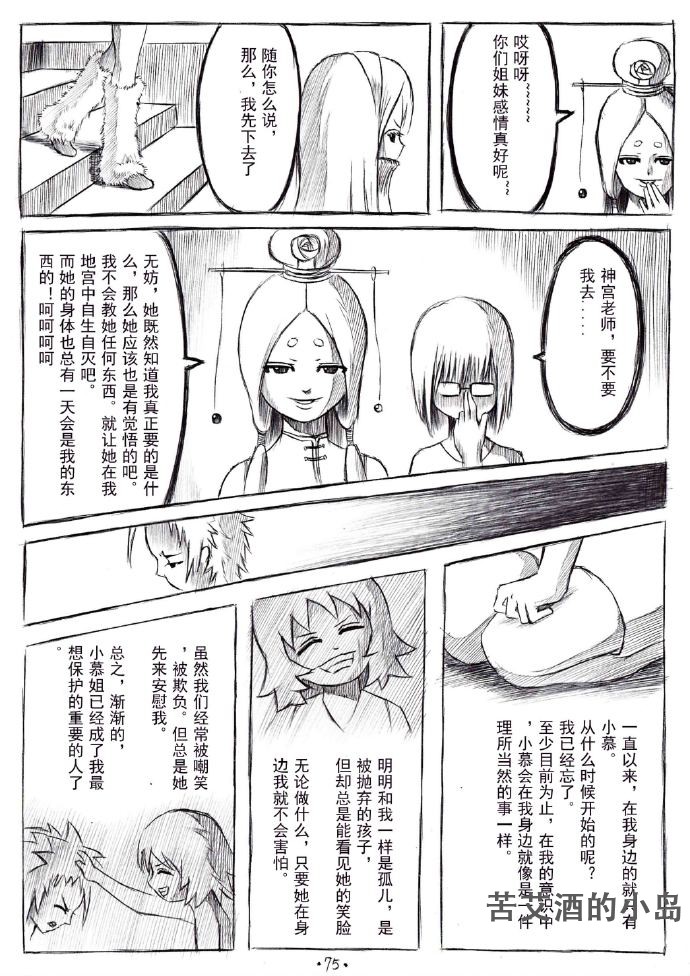 哎呀呀~~~~~
你们姐妹感情真好呢~~
随你怎么说，
那么，我先下去了
神宫老师，要不要
我去....
无妨，她既然知道我真正要的是什
么，那么她应该也是有觉悟的吧。
我不会教她任何东西。就让她在我
地宫中自生自灭吧。
而她的身体也总有一天会是我的东
西的！呵呵呵呵
一直以来，在我身边的就只有
小慕。
从什么时候开始的呢？
我已经忘了。
至少目前为止，在我的意识中
，小慕会在我身边就像是一件
理所当然的事一样。
明明和我一样是孤儿，是
被抛弃的孩子，
但却总是能看见她的笑脸
无论做什么，只要她在身
边我就不会害怕。
虽然我们经常被嘲笑
，被欺负。但总是她
先来安慰我。
总之，渐渐的，
小慕姐已经成了我最
想保护的重要的人了
。
苦艾酒的小岛
·75·